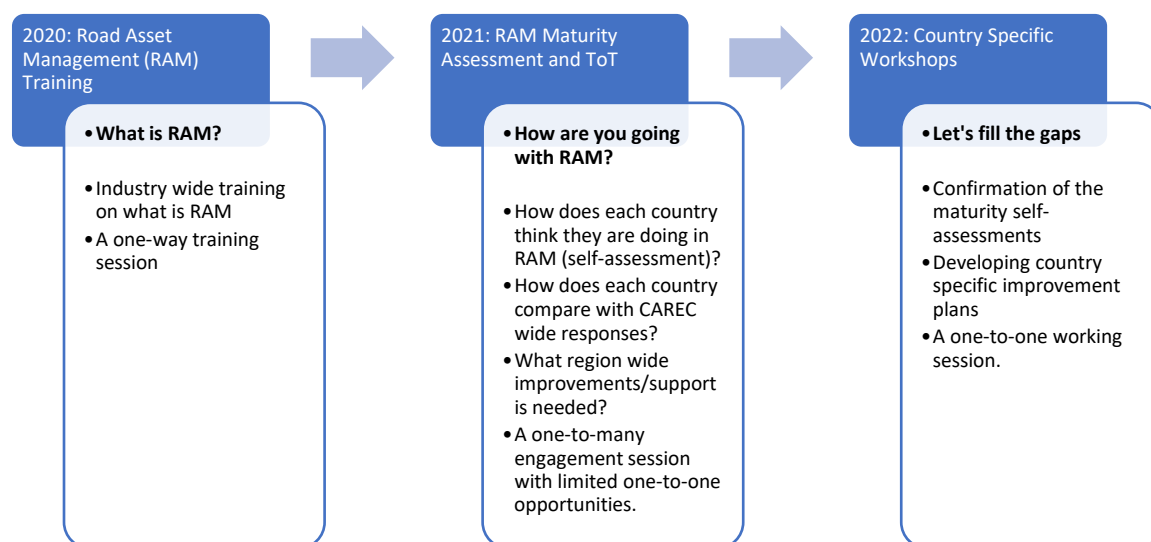 2020: Road Asset
Management (RAM)
Training
•What is RAM?
•Industry wide training
on what is RAM
•A one-way training
session
2021: RAM Maturity
Assessment and ToT
•How are you going
with RAM?
•How does each country
think they are doing in
RAM (self-assessment)?
•How does each country
compare with CAREC
wide responses?
•What region wide
improvements/support
is needed?
•A one-to-many
engagement session
with limited one-to-one
opportunities.
2022: Country Specific
Workshops
•Let's fill the gaps
•Confirmation of the
maturity self-
assessments
•Developing country
specific improvement
plans
•A one-to-one working
session.